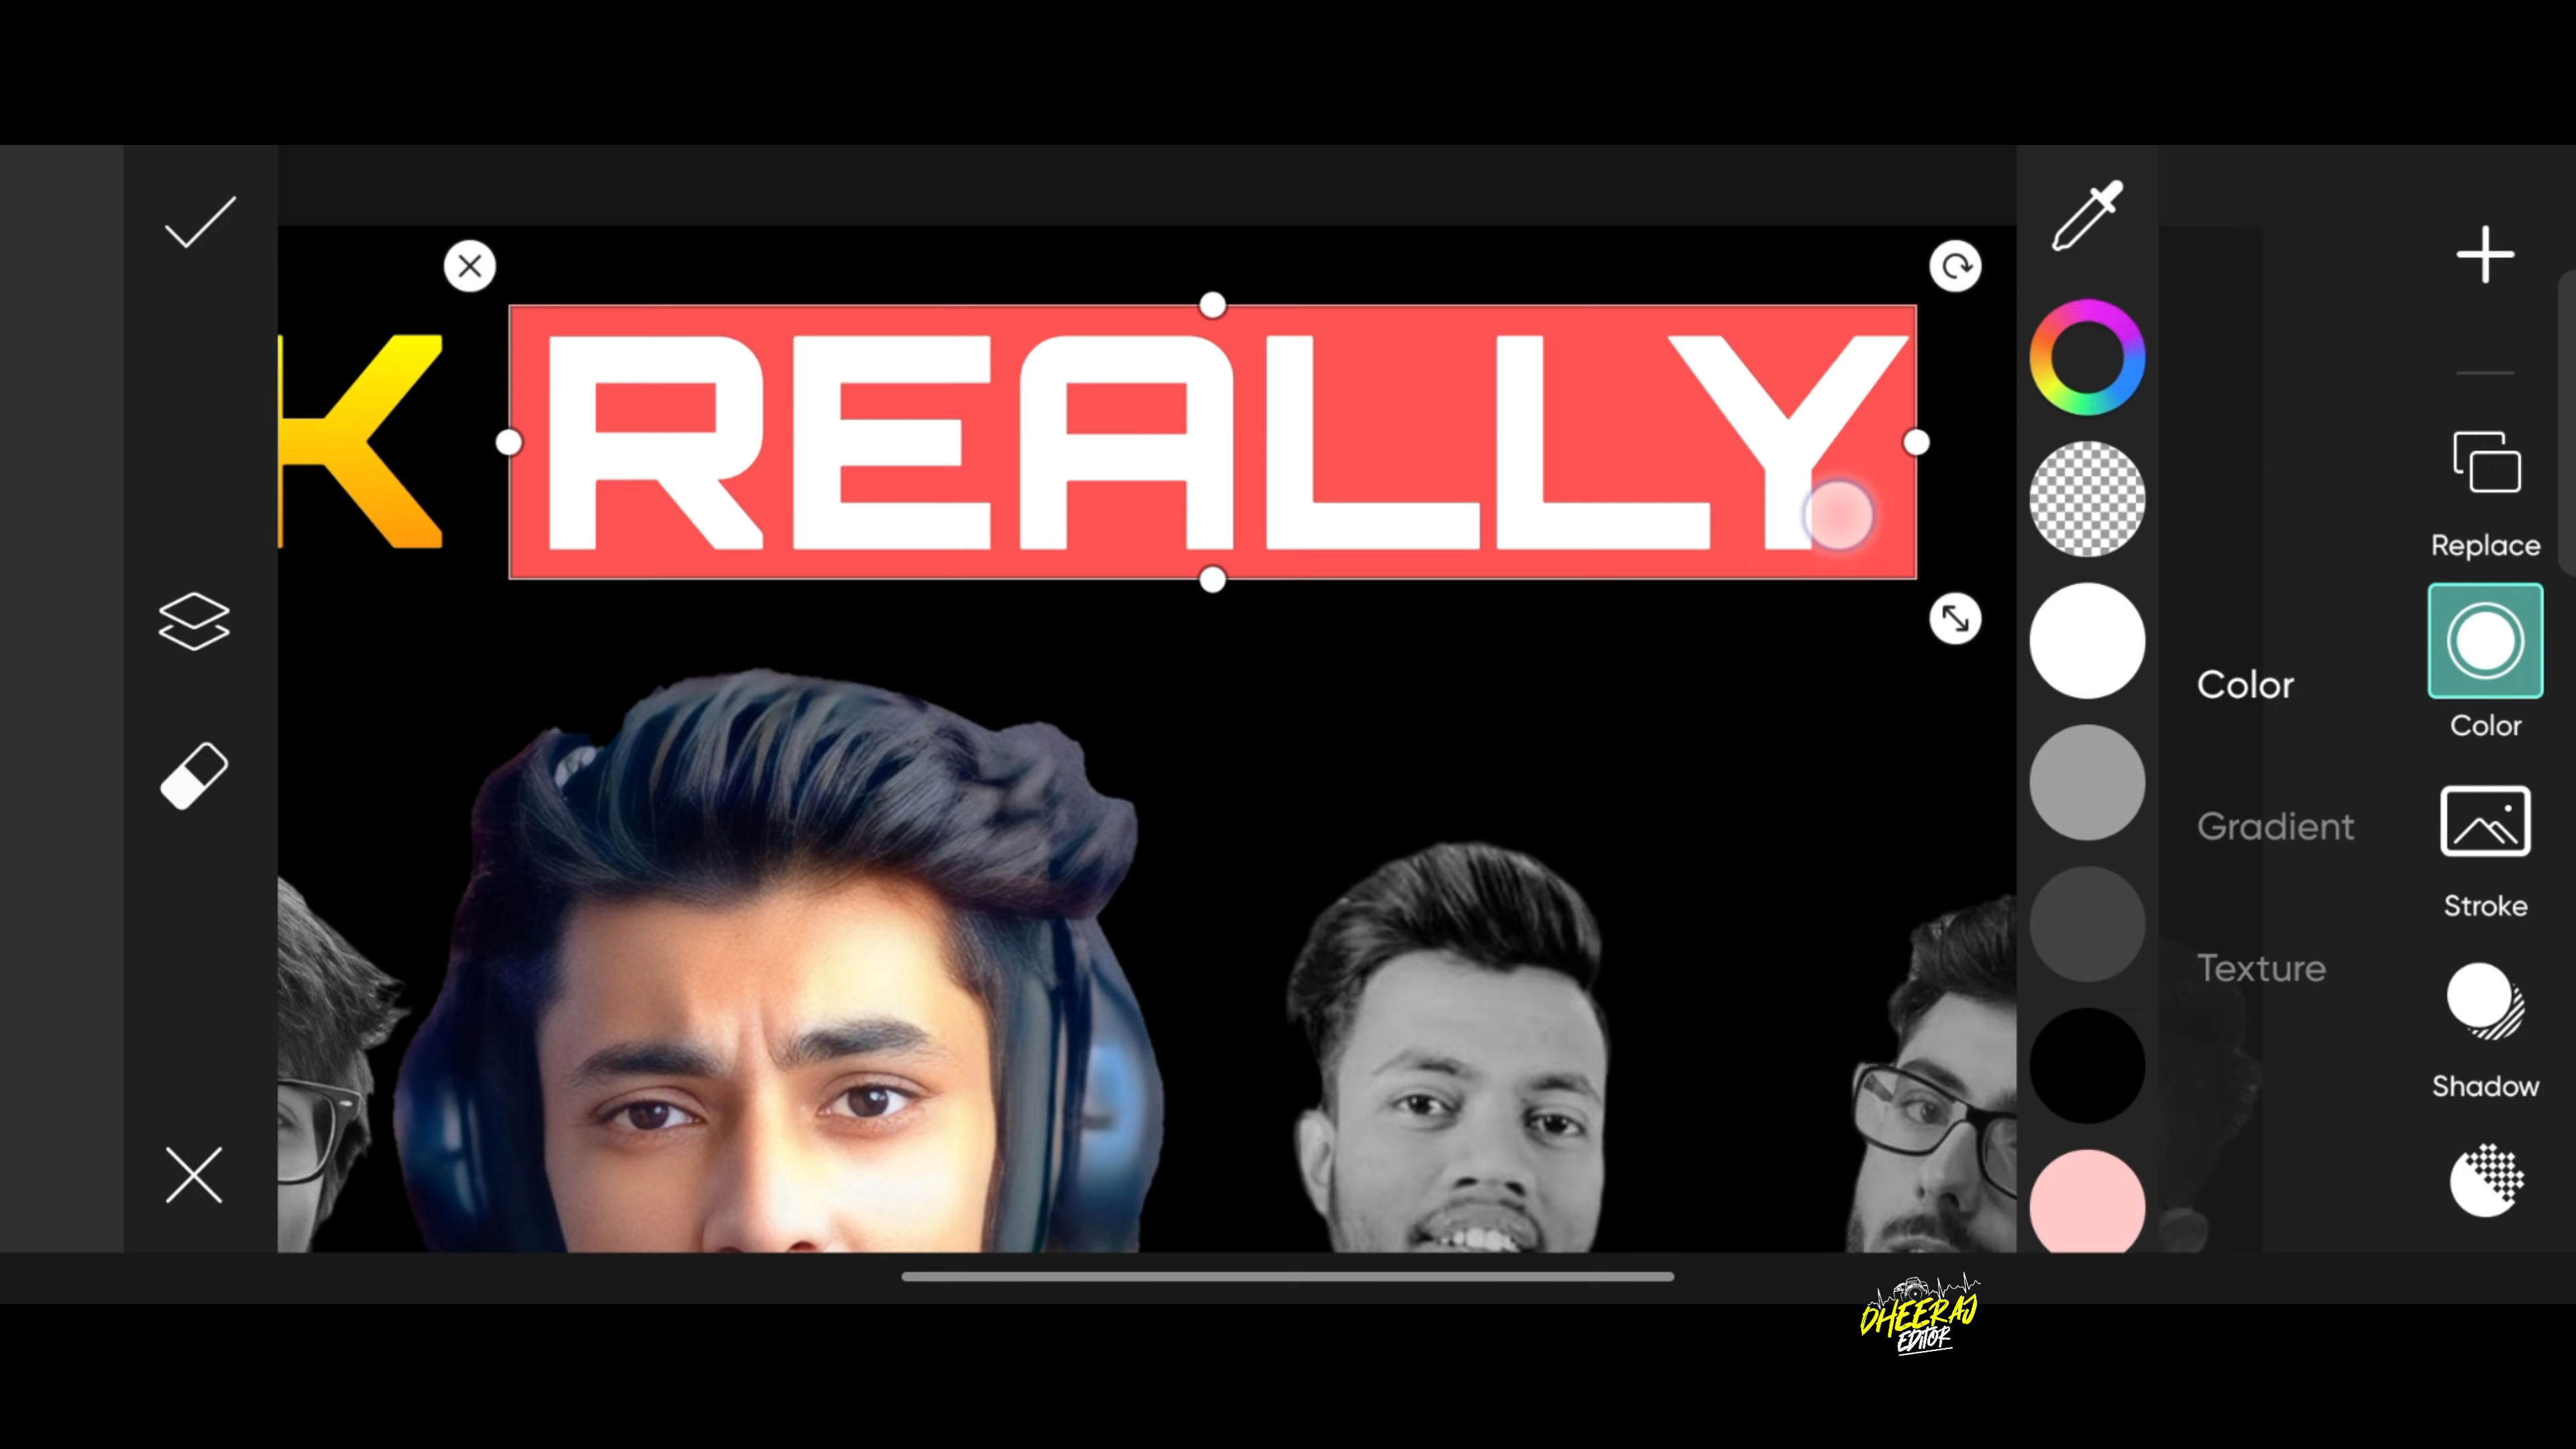 K REALLY
Replace
Color
Color
Gradient
Stroke
Texture
Shadow
DHEERAJ
EDITOR